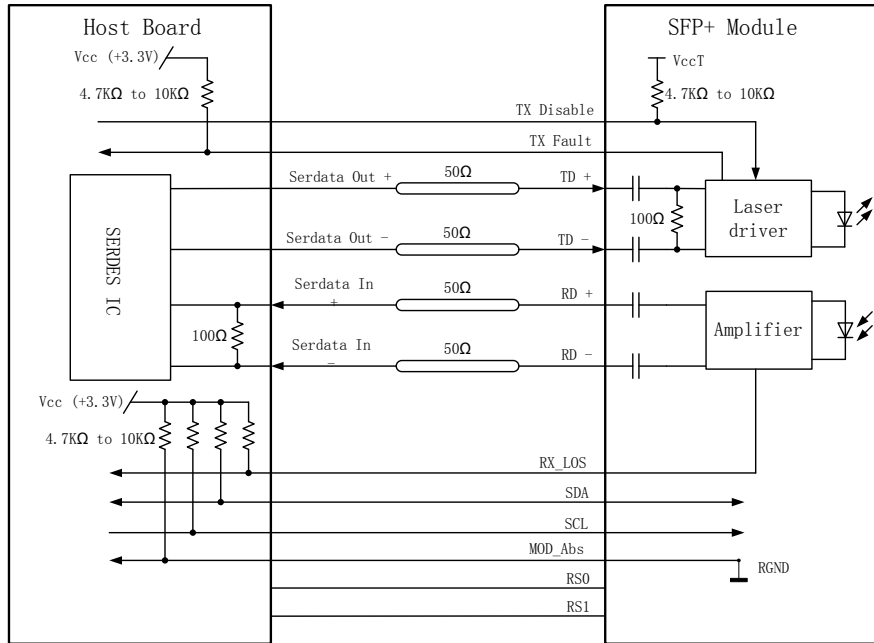 Host Board
SFP+ Module
Vcc (+3.3V)
VccT
4.7KΩ to 10KΩ
4.7KΩ to 10KΩ
TX Disable
TX Fault
Serdata Out +
50Ω
TD +
100Ω
Laser
driver
Serdata Out -
50Ω
TD -
SERDES IC
Serdata In
+
50Ω
RD +
100Ω
Amplifier
Serdata In
-
50Ω
RD -
Vcc (+3.3V)
4.7KΩ to 10KΩ
RX_LOS
SDA
SCL
MOD_Abs
RGND
RS0
RS1